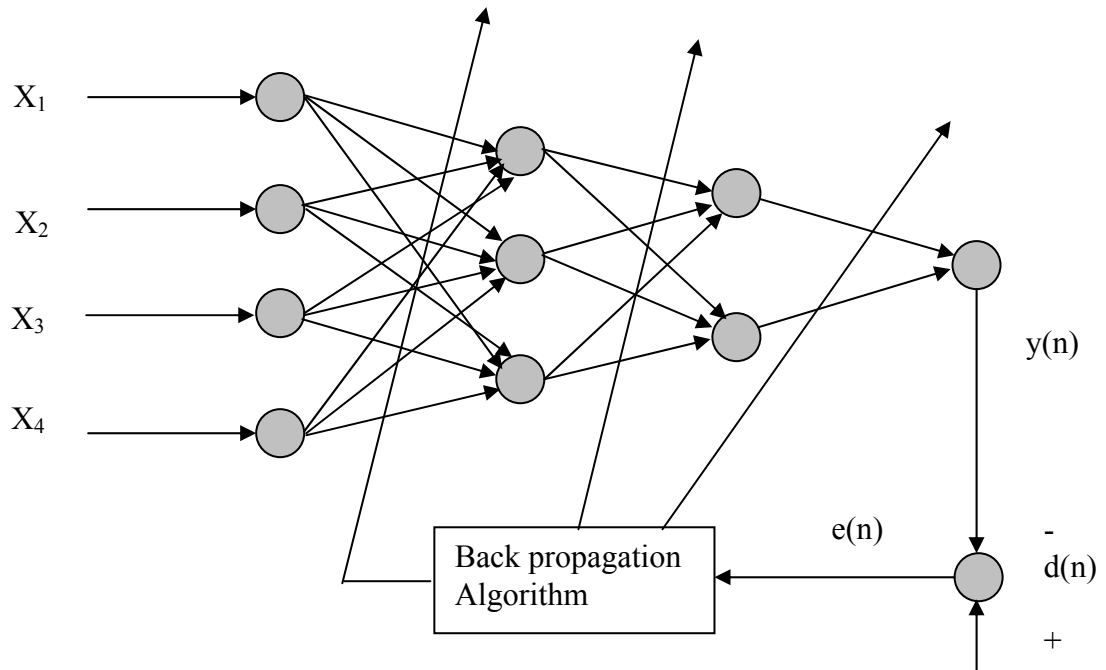 X₁
X₂
X₃
X₄
y(n)
e(n)
-
d(n)
+
Back propagation
Algorithm